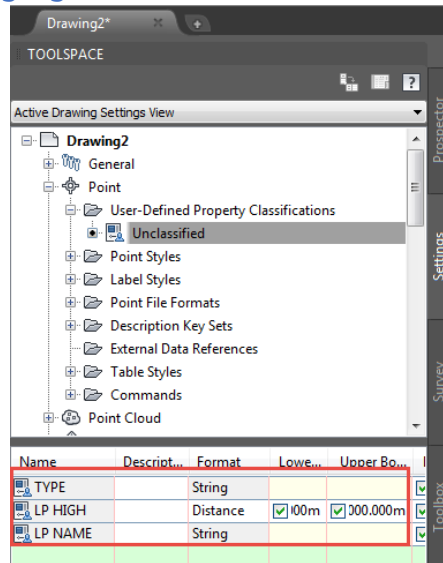 Drawing2*
TOOLSPACE
?
Active Drawing Settings View
Drawing2
General
Point
User-Defined Property Classifications
Unclassified
Point Styles
Label Styles
Point File Formats
Description Key Sets
External Data References
Table Styles
Commands
Point Cloud
Prospector
Settings
Survey
Toolbox
Name Descript... Format Lowe... Upper Bo...
TYPE String
LP HIGH Distance )00m )00.000m
LP NAME String